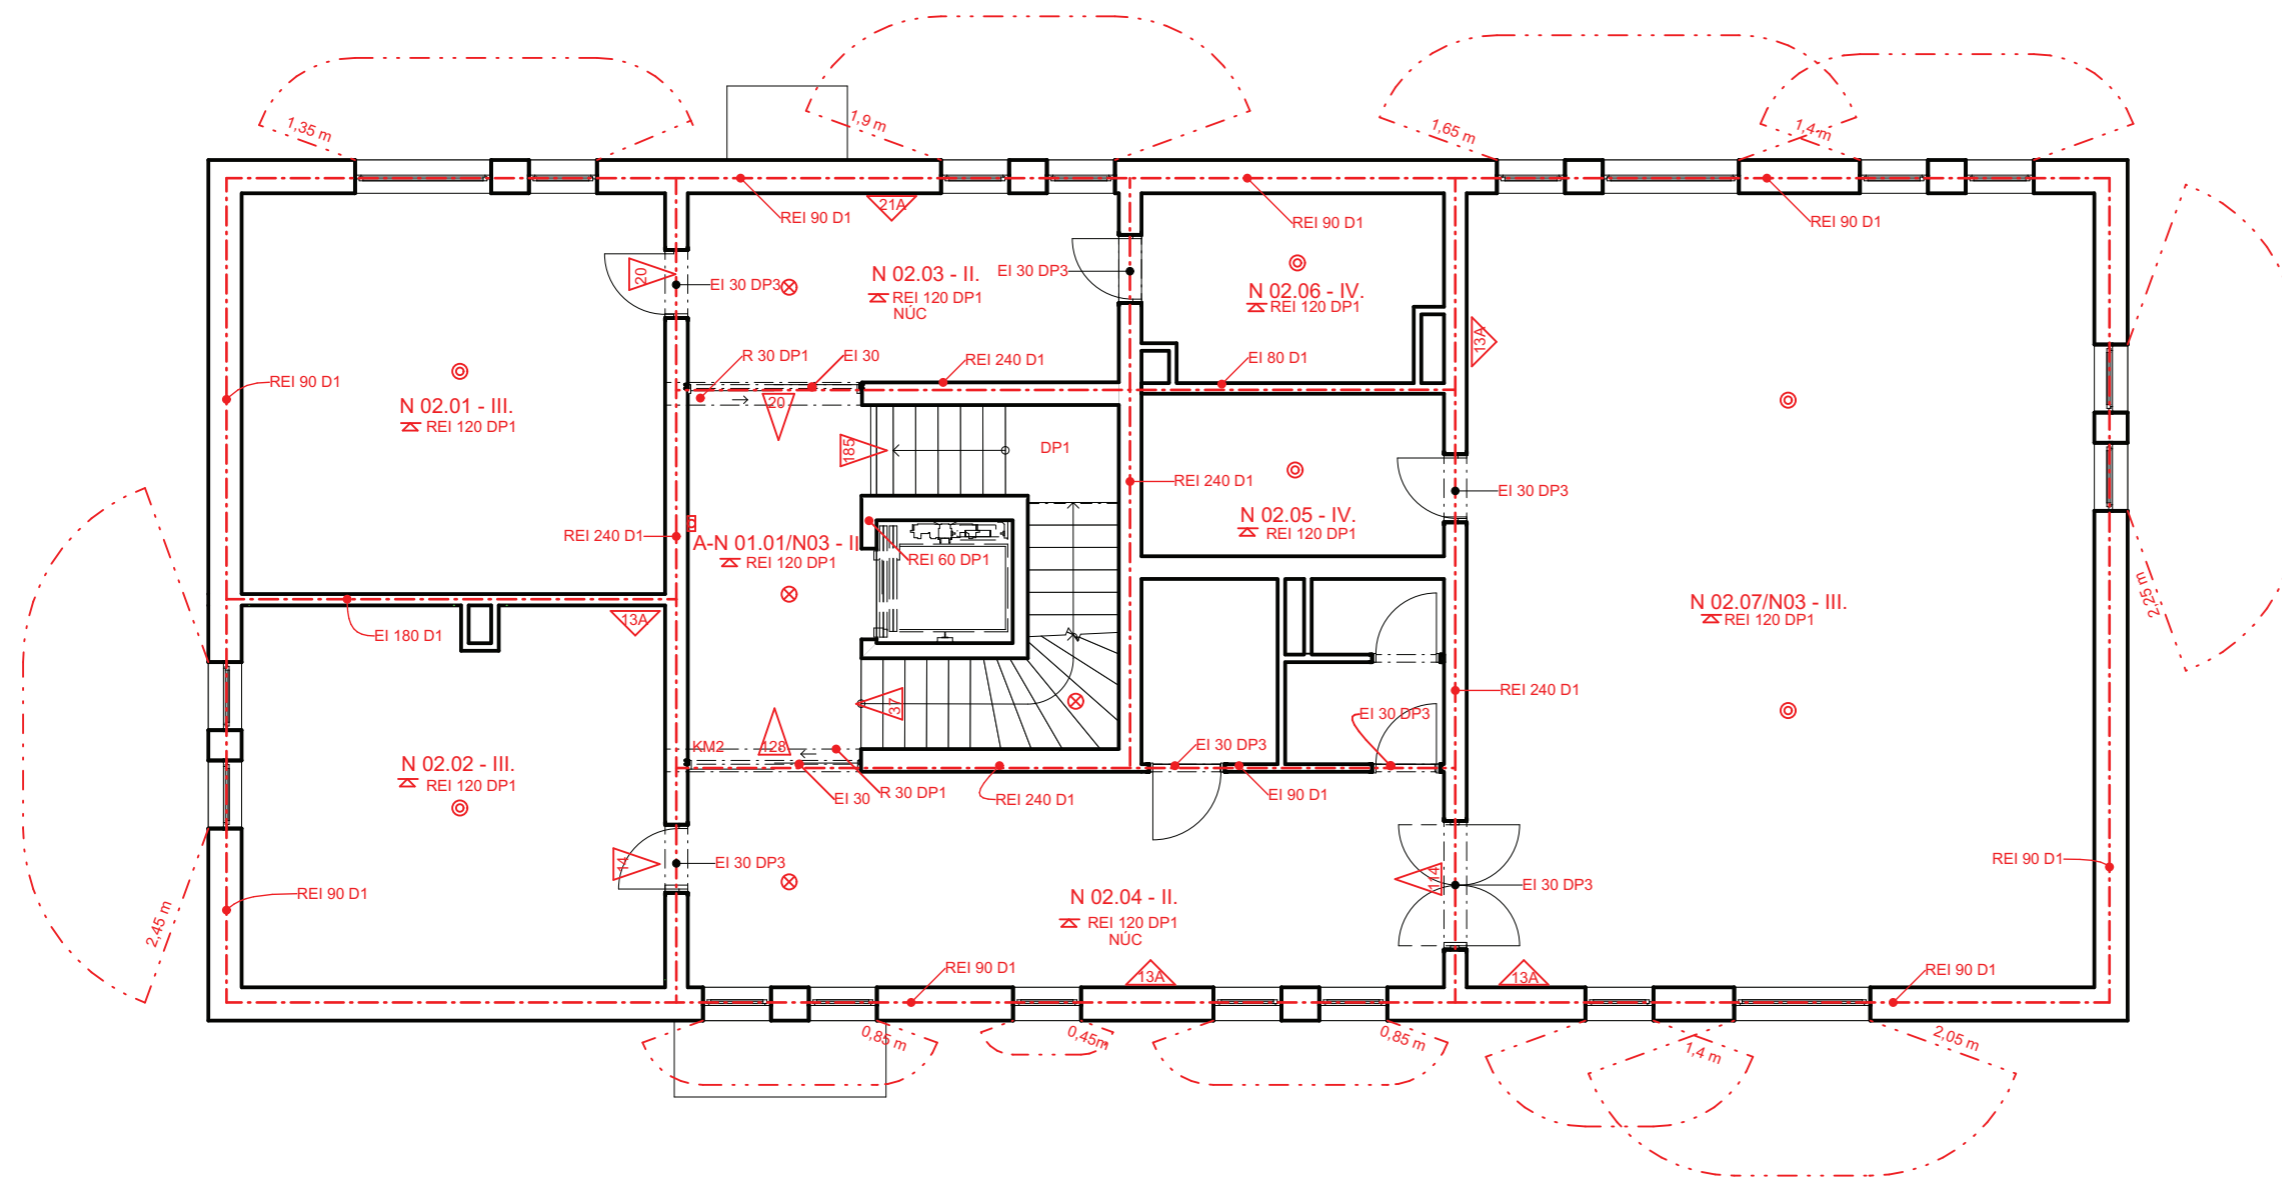 1,35 m
1,9 m
1,65 m
1,4 m
21A
REI 90 D1
REI 90 D1
REI 90 D1
20
EI 30 DP3
N 02.03 - II.
REI 120 DP1
NÚC
EI 30 DP3
N 02.06 - IV.
REI 120 DP1
13A
R 30 DP1
EI 30
REI 240 D1
EI 80 D1
REI 90 D1
N 02.01 - III.
REI 120 DP1
20
185
DP1
REI 240 D1
EI 30 DP3
N 02.05 - IV.
REI 120 DP1
REI 240 D1
A-N 01.01/N03 - II
REI 120 DP1
REI 60 DP1
2,25 m
N 02.07/N03 - III.
REI 120 DP1
13A
EI 180 D1
REI 240 D1
37
EI 30 DP3
KM2
128
EI 30 DP3
N 02.02 - III.
REI 120 DP1
EI 30
R 30 DP1
REI 240 D1
EI 90 D1
14
EI 30 DP3
REI 90 D1
114
EI 30 DP3
REI 90 D1
2,45 m
N 02.04 - II.
REI 120 DP1
NÚC
REI 90 D1
13A
13A
REI 90 D1
0,85 m
0,45m
0,85 m
1,4 m
2,05 m